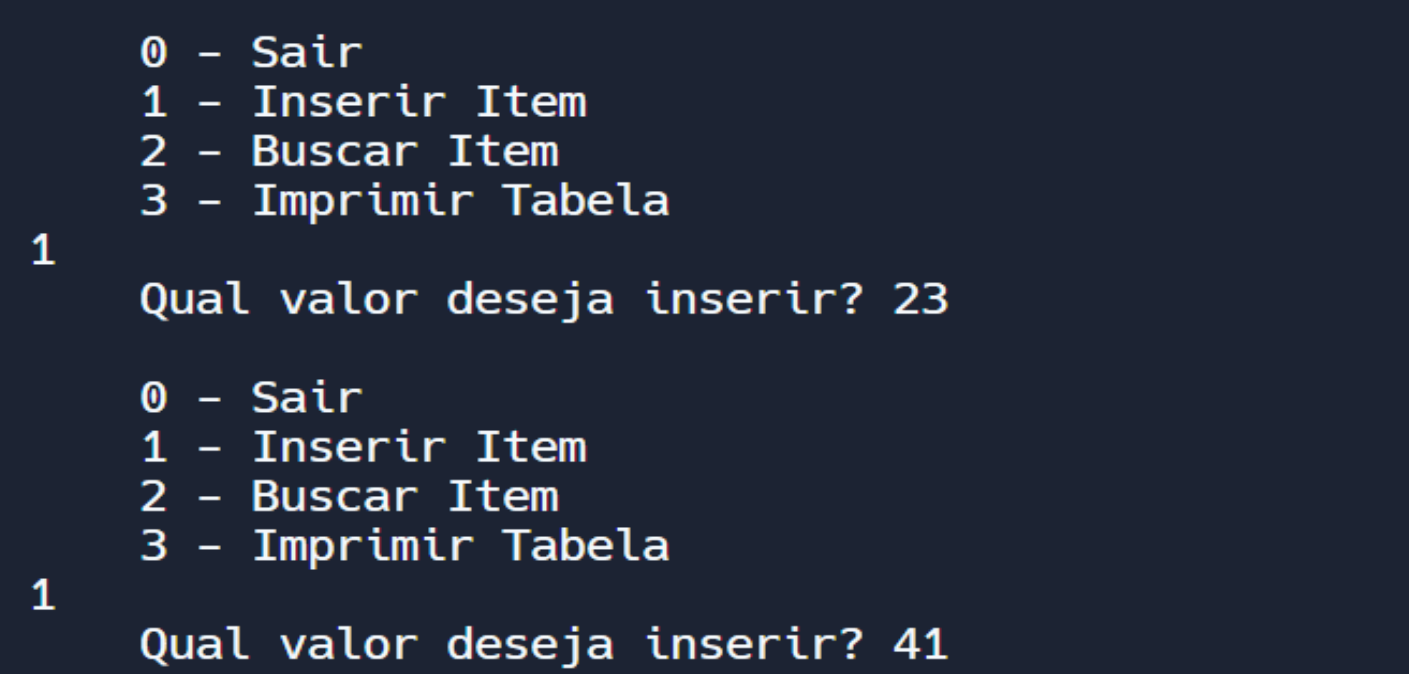 0 - Sair
1 - Inserir Item
2 - Buscar Item
3 - Imprimir Tabela
1
Qual valor deseja inserir? 23
0 - Sair
1 - Inserir Item
2 - Buscar Item
3 - Imprimir Tabela
1
Qual valor deseja inserir? 41